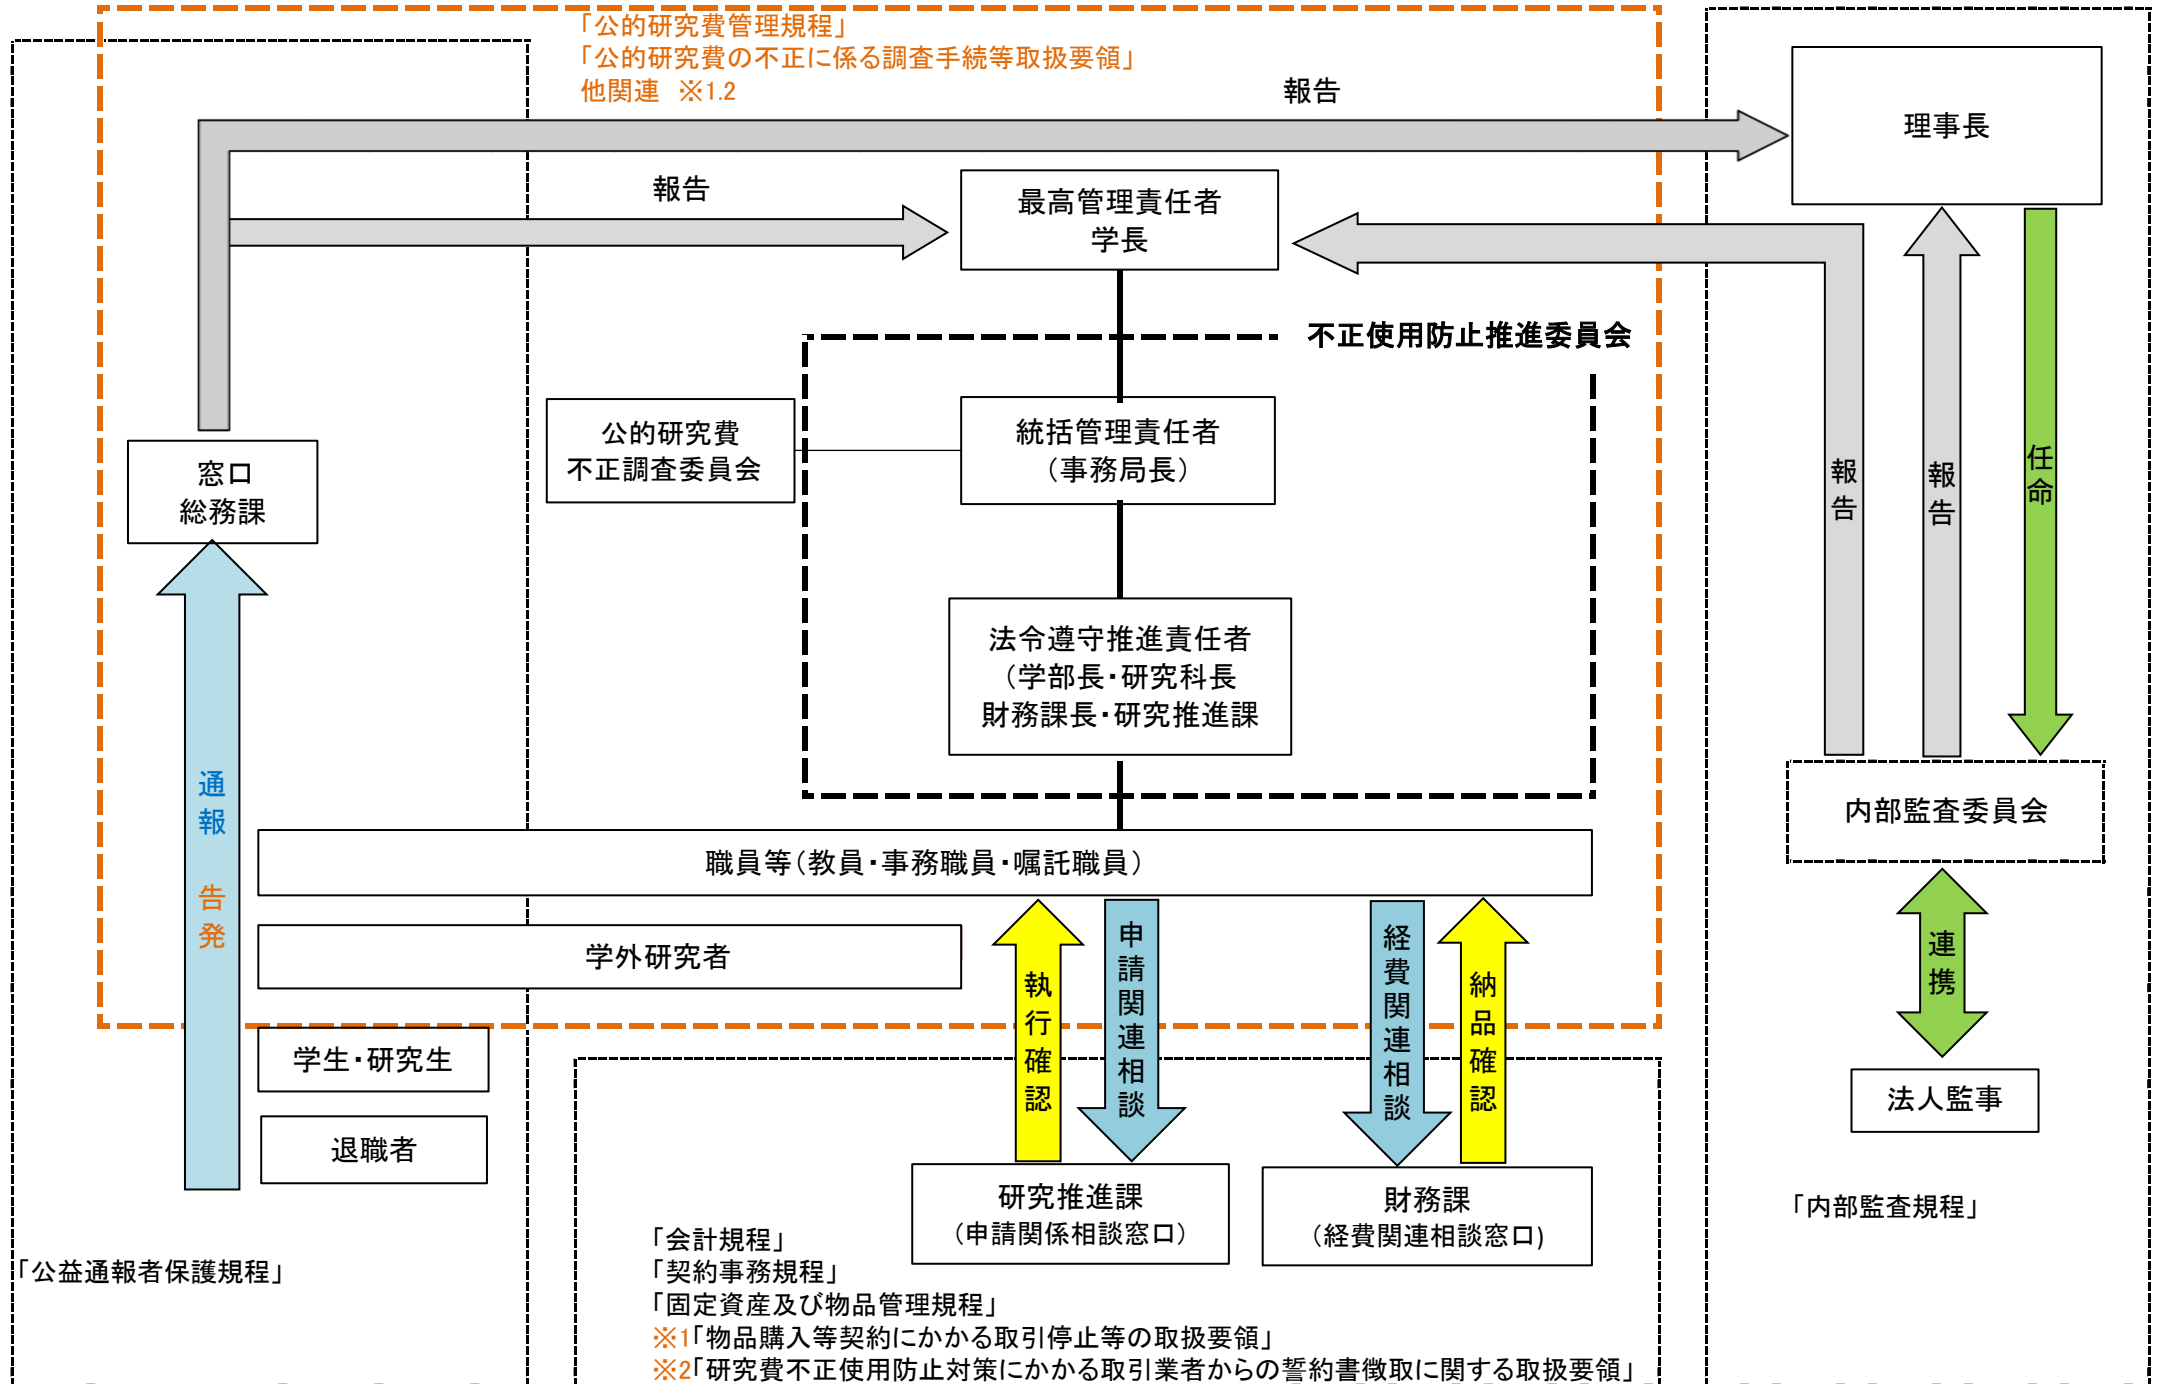 「公的研究費管理規程」
「公的研究費の不正に係る調査手続等取扱要領」
他関連 ※1.2
報告
理事長
報告
最高管理責任者
学長
不正使用防止推進委員会
公的研究費
不正調査委員会
統括管理責任者
（事務局長）
窓口
総務課
報告
報告
任命
法令遵守推進責任者
（学部長・研究科長
財務課長・研究推進課
通報 告発
内部監査委員会
職員等（教員・事務職員・嘱託職員）
学外研究者
執行確認
申請関連相談
経費関連相談
納品確認
連携
学生・研究生
退職者
法人監事
研究推進課
（申請関係相談窓口）
財務課
（経費関連相談窓口)
「内部監査規程」
「公益通報者保護規程」
「会計規程」
「契約事務規程」
「固定資産及び物品管理規程」
※1「物品購入等契約にかかる取引停止等の取扱要領」
※2「研究費不正使用防止対策にかかる取引業者からの誓約書徴取に関する取扱要領」